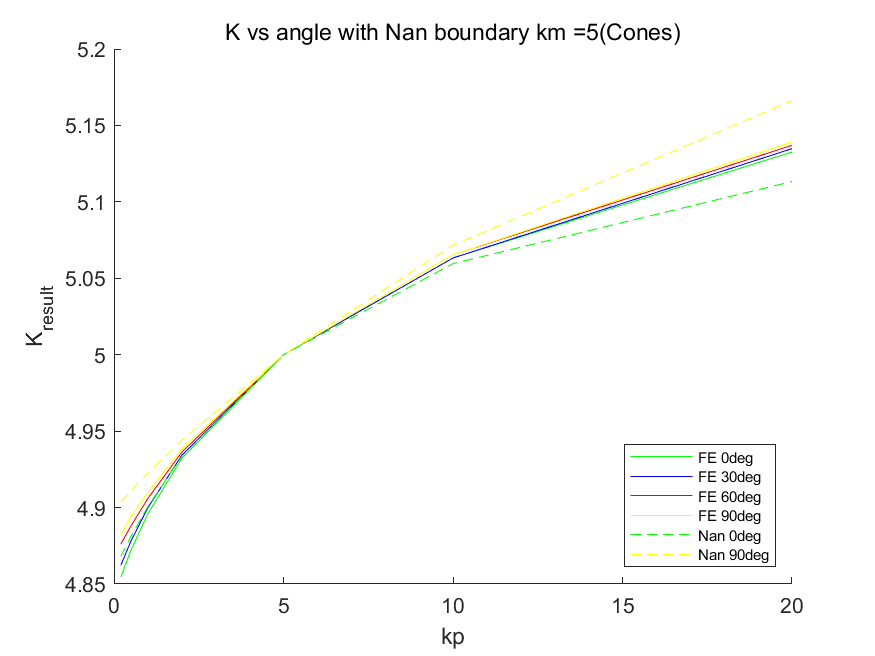 K vs angle with Nan boundary km =5(Cones)
5.2
5.15
5.1
5.05
5
4.95
4.9
4.85
K_result
0
5
10
15
20
kp
FE 0deg
FE 30deg
FE 60deg
FE 90deg
Nan 0deg
Nan 90deg